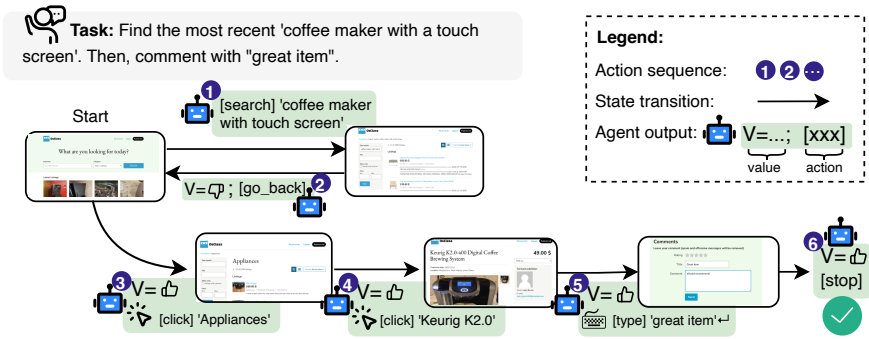 Task: Find the most recent 'coffee maker with a touch
screen'. Then, comment with "great item".
Legend:
Action sequence: 1 2 ...
State transition:
Agent output: V=...; [xxx]
value action
1
[search] 'coffee maker
with touch screen'
Start
What are you looking for today?
V= ; [go_back] 2
Appliances
3
V=
[click] 'Appliances'
Keurig K2.0-400 Digital Coffee
Brewing System
49.00 $
4
V=
[click] 'Keurig K2.0'
Comments
Rating
Title
Comment
5
V=
[type] 'great item'↵
6
V=
[stop]